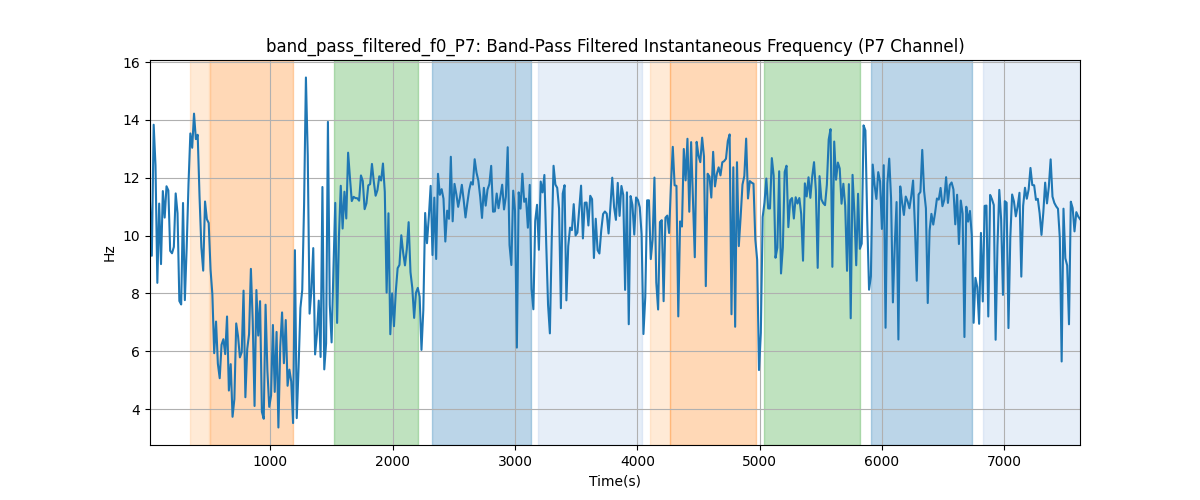 band_pass_filtered_f0_P7: Band-Pass Filtered Instantaneous Frequency (P7 Channel)
16
14
12
10
8
6
4
Hz
1000 2000 3000 4000 5000 6000 7000
Time(s)